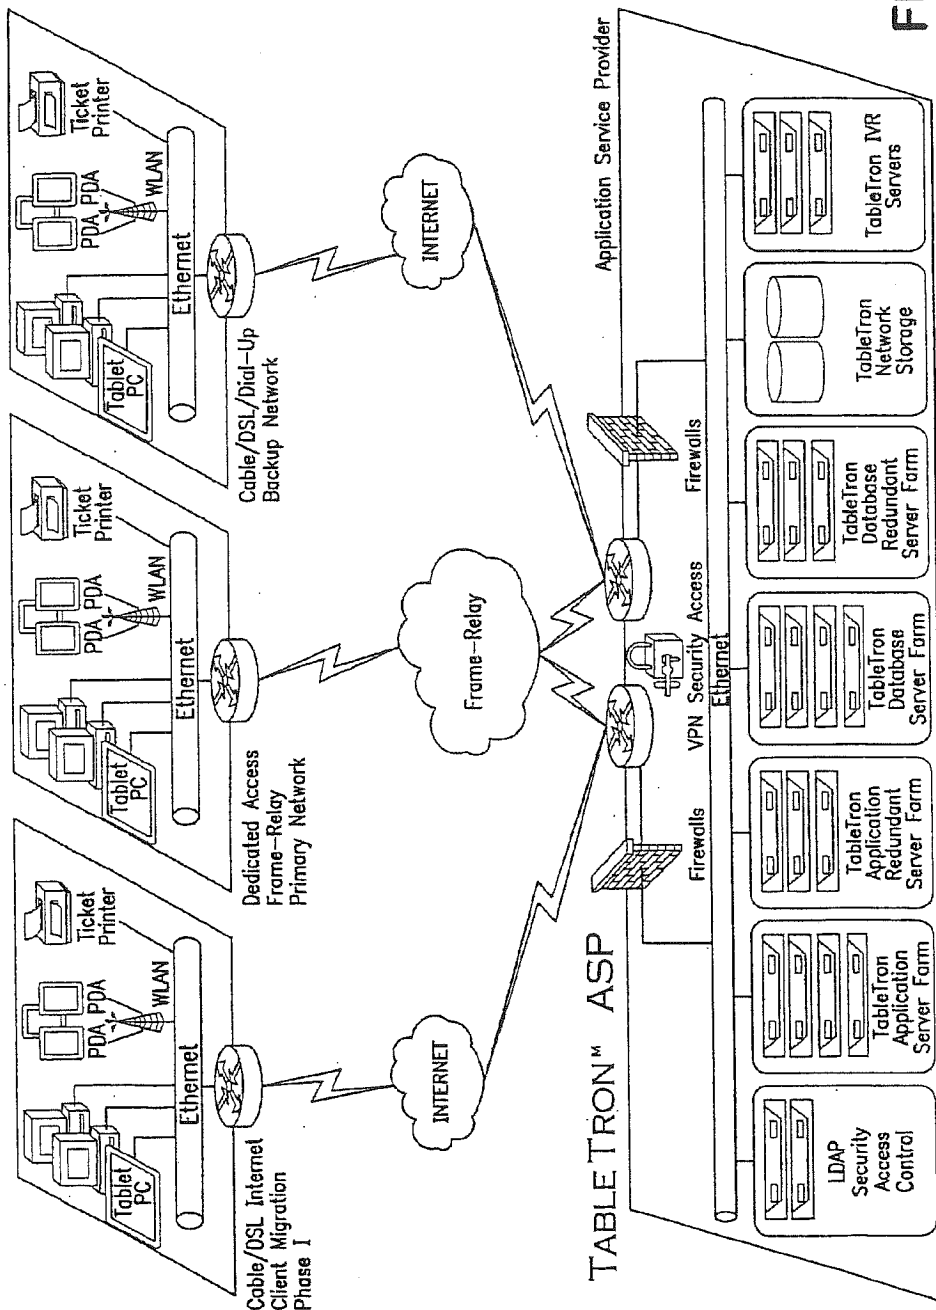 Ticket
Printer
PDA PDA
WLAN
Tablet
PC
Ethernet
Cable/DSL Internet
Client Migration
Phase I
Ticket
Printer
PDA PDA
WLAN
Tablet
PC
Ethernet
Dedicated Access
Frame-Relay
Primary Network
Ticket
Printer
PDA PDA
WLAN
Tablet
PC
Ethernet
Cable/DSL/Dial-Up
Backup Network
INTERNET
Frame-Relay
INTERNET
TABLETRON™ ASP
Application Service Provider
Firewalls
VPN Security Access
Firewalls
Ethernet
LDAP
Security
Access
Control
TableTron
Application
Server Farm
TableTron
Application
Redundant
Server Farm
TableTron
Database
Server Farm
TableTron
Database
Redundant
Server Farm
TableTron
Network
Storage
TableTron IVR
Servers